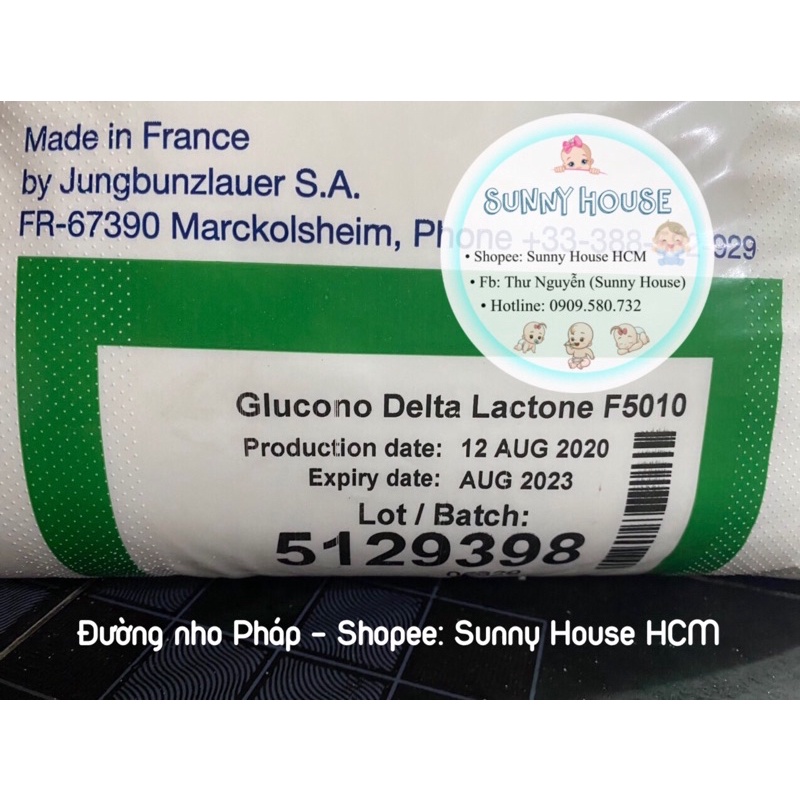 Made in France
by Jungbunzlauer S.A.
FR-67390 Marckolsheim, Phone +33-388- 2929
SUNNY HOUSE
• Shopee: Sunny House HCM
• Fb: Thư Nguyễn (Sunny House)
• Hotline: 0909.580.732
Glucono Delta Lactone F5010
Production date: 12 AUG 2020
Expiry date: AUG 2023
Lot / Batch:
5129398
Đường nho Pháp - Shopee: Sunny House HCM